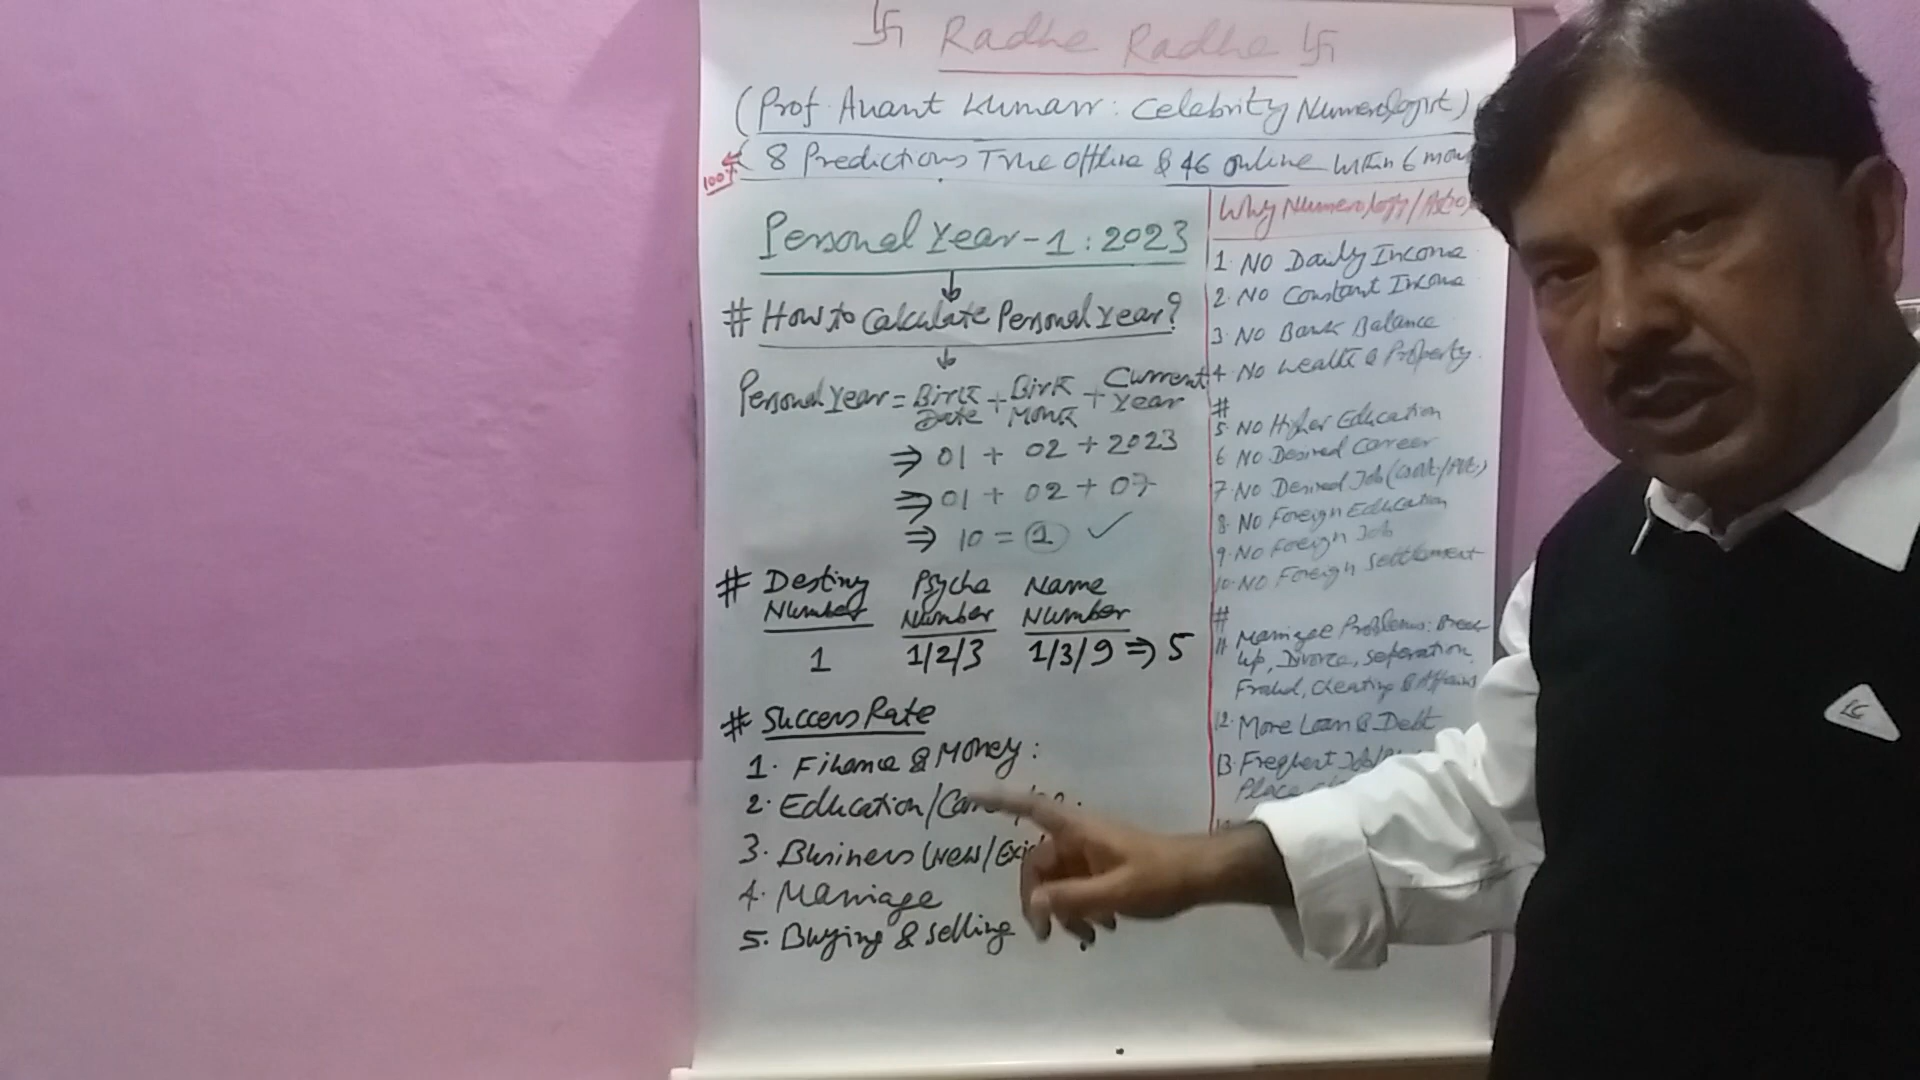 卐 Radhe Radhe 卐
(Prof. Anant Kumarr: Celebrity Numerologist)
8 Predictions True offline & 46 online within 6
100%
Personal Year-1:2023
# How to Calculate Personal Year?
Personal Year = Birth Date + Birth Month + Current Year
⇒ 01 + 02 + 2023
⇒ 01 + 02 + 07
⇒ 10 = 1 ✓
# Destiny Number Psyche Number Name Number
1 1/2/3 1/3/9 ⇒ 5
# Success Rate
1. Finance & Money:
2. Education/
3. Business (New/
4. Marriage
5. Buying & Selling
Why Numerology/
1. NO Daily Income
2. NO Constant Income
3. NO Bank Balance
4. NO Wealth & Property.
#
5. NO Higher Education
6 NO Desired Career
7. NO Desired Job (Govt./Pvt.)
8. NO Foreign Education
9. NO Foreign Job
10. NO Foreign Settlement
#
11 Marriage Problems: Break
up, Divorce, Seperation,
Fraud, Cheating & Affairs
12. More Loan & Debt
13. Frequent
Place